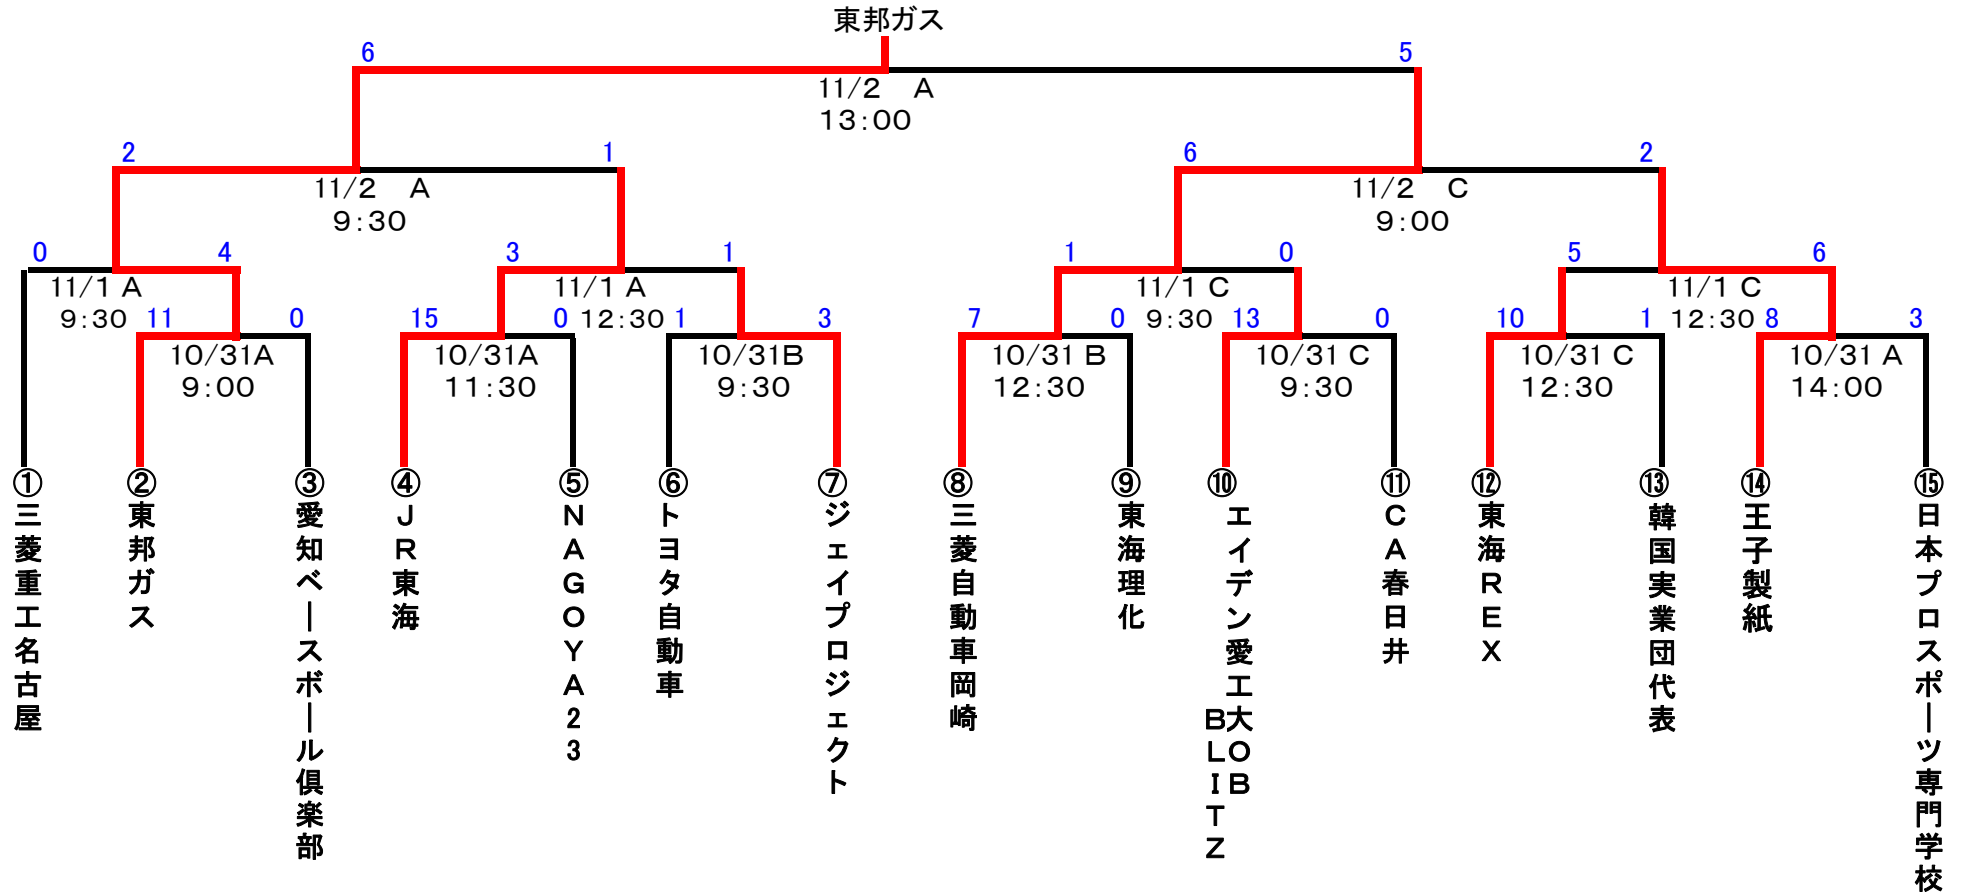 東邦ガス
6 5
11/2 A
13:00
2 1 6 2
11/2 A 11/2 C
9:30 9:00
0 4 3 1 1 0 5 6
11/1 A 11/1 A 11/1 C 11/1 C
9:30 12:30 9:30 12:30
11 0 15 0 1 3 7 0 13 0 10 1 8 3
10/31A 10/31A 10/31B 10/31 B 10/31 C 10/31 C 10/31 A
9:00 11:30 9:30 12:30 9:30 12:30 14:00
①三菱重工名古屋
②東邦ガス
③愛知ベースボール倶楽部
④JR東海
⑤NAGOYA23
⑥トヨタ自動車
⑦ジェイプロジェクト
⑧三菱自動車岡崎
⑨東海理化
⑩エイデン愛工大OB
BLITZ
⑪CA春日井
⑫東海REX
⑬韓国実業団代表
⑭王子製紙
⑮日本プロスポーツ専門学校